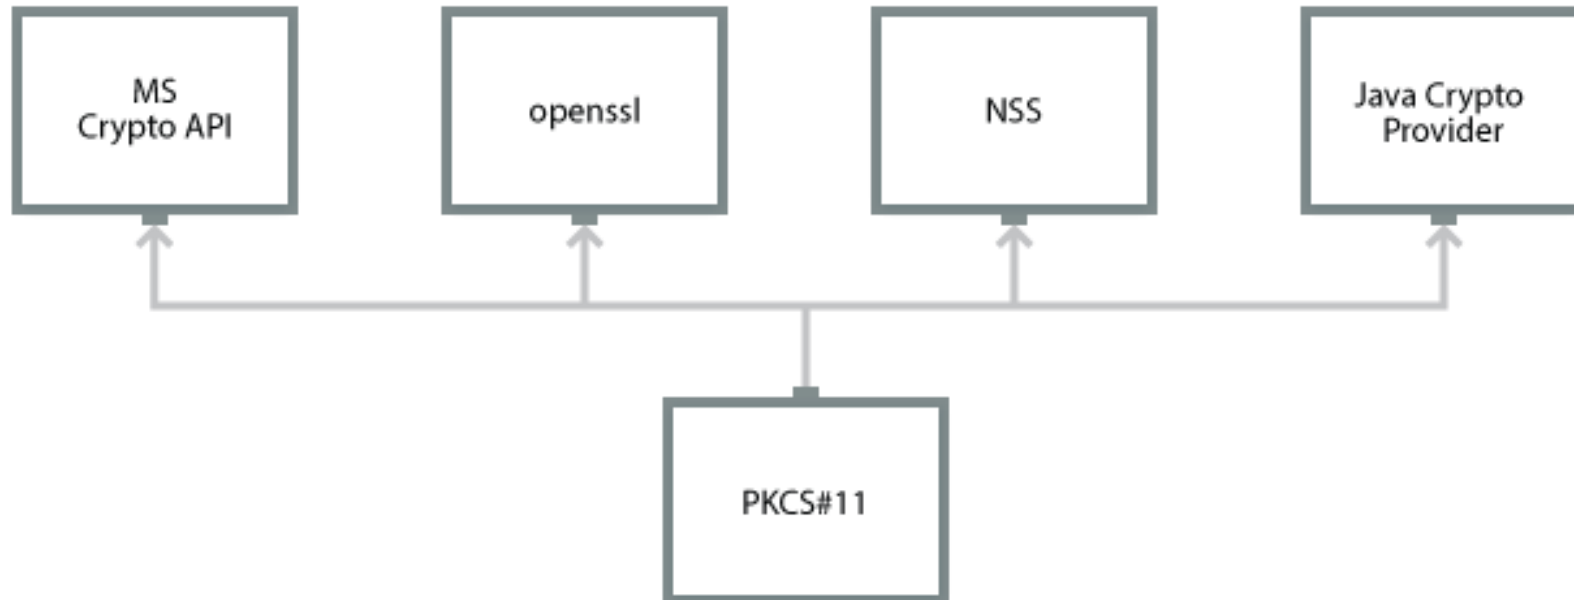 MS
Crypto API
openssl
NSS
Java Crypto
Provider
PKCS#11